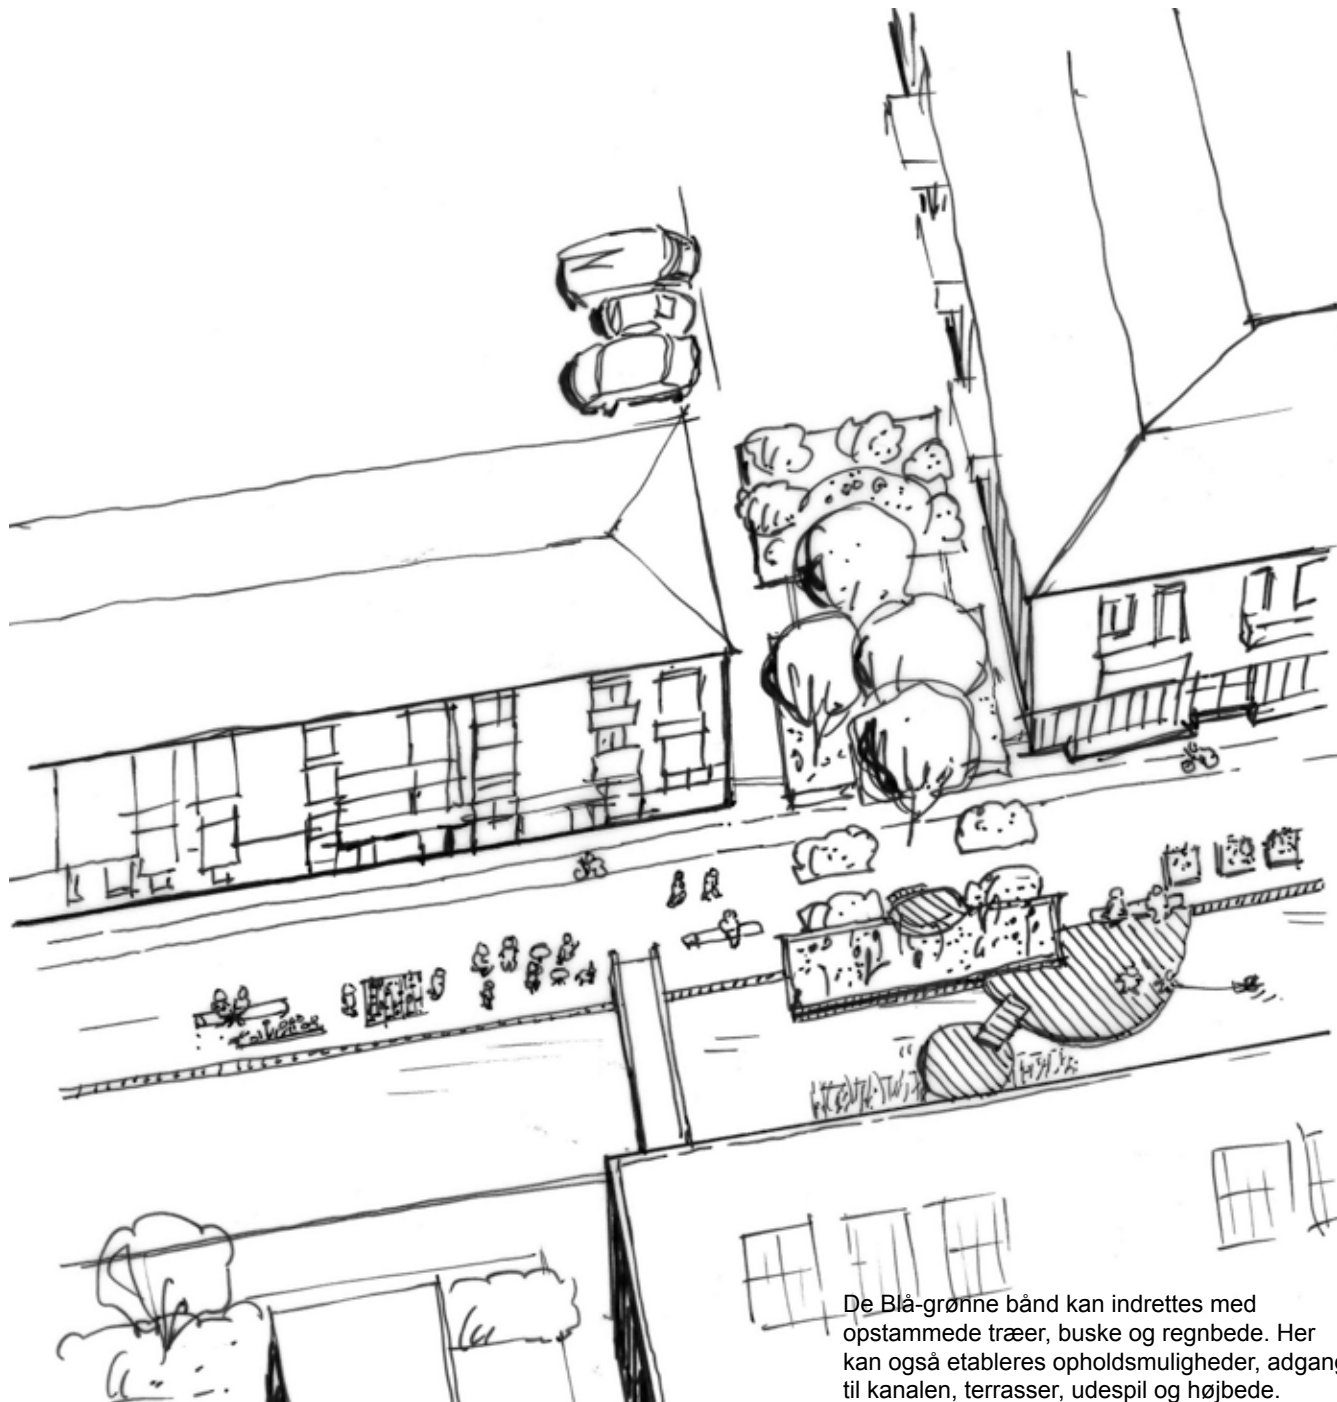 De Blå-grønne bånd kan indrettes med
opstammede træer, buske og regnbede. Her
kan også etableres opholdsmuligheder, adgang
til kanalen, terrasser, udespil og højbede.